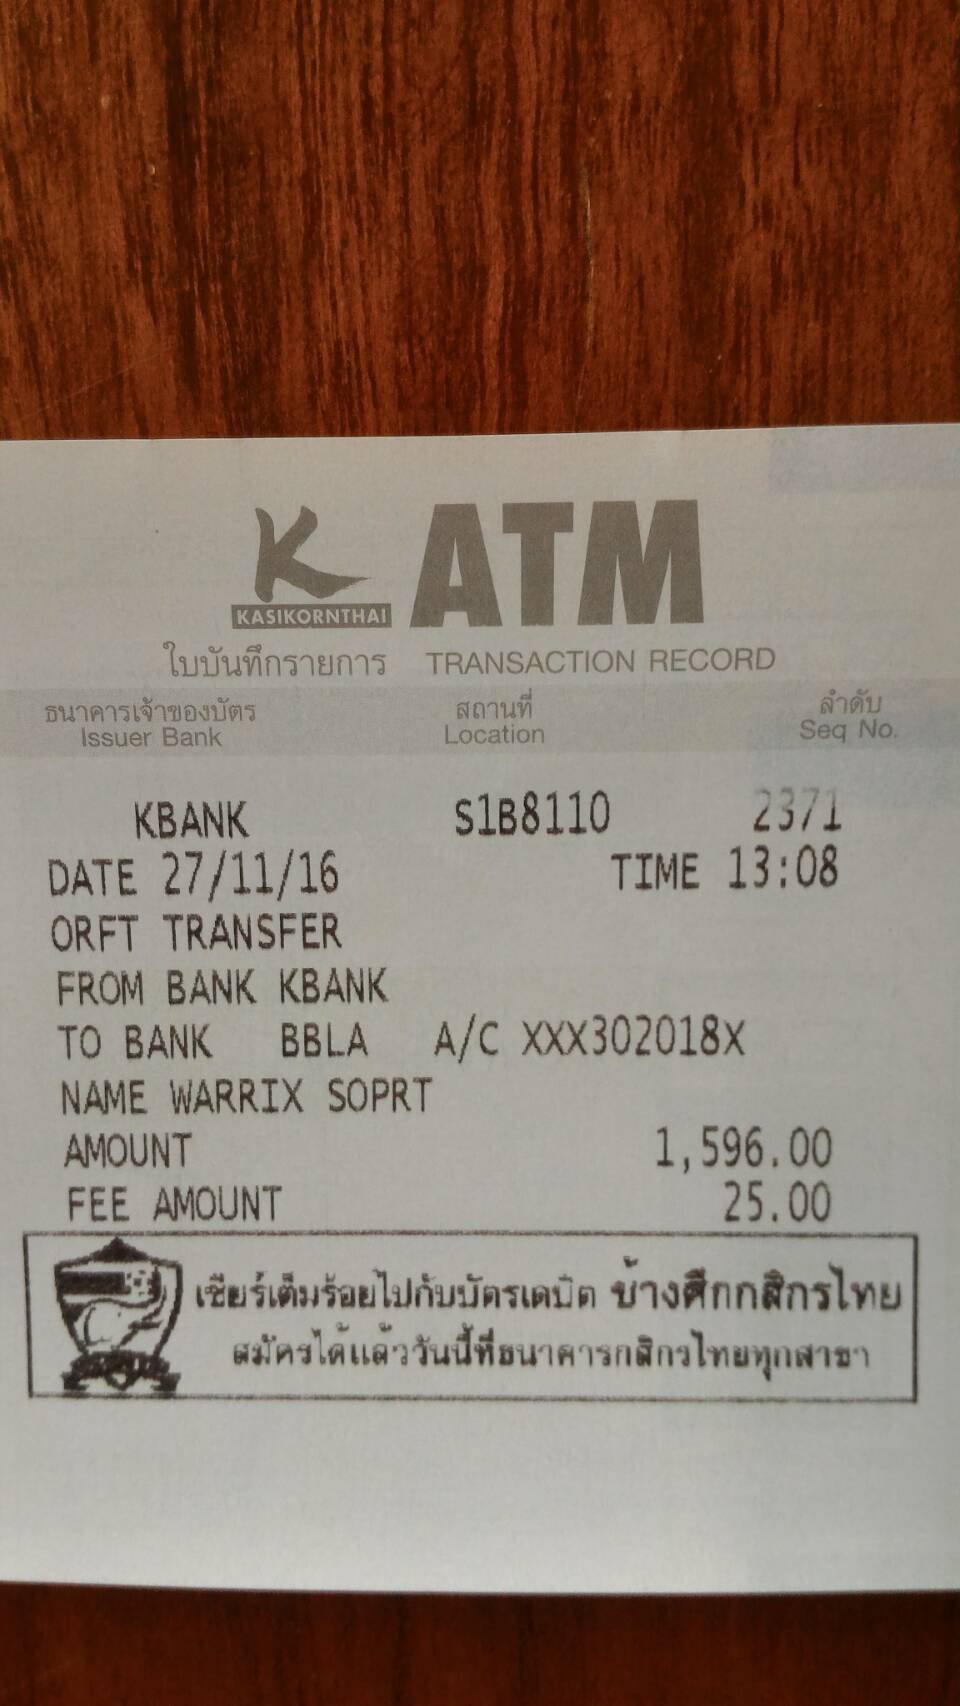 K ATM
KASIKORNTHAI
ใบบันทึกรายการ TRANSACTION RECORD
ธนาคารเจ้าของบัตร สถานที่ ลำดับ
Issuer Bank Location Seq No.
KBANK S1B8110 2371
DATE 27/11/16 TIME 13:08
ORFT TRANSFER
FROM BANK KBANK
TO BANK BBLA A/C XXX302018X
NAME WARRIX SOPRT
AMOUNT 1,596.00
FEE AMOUNT 25.00
เชียร์เต็มร้อยไปกับบัตรเดบิต ช้างศึกกสิกรไทย
สมัครได้แล้ววันนี้ที่ธนาคารกสิกรไทยทุกสาขา